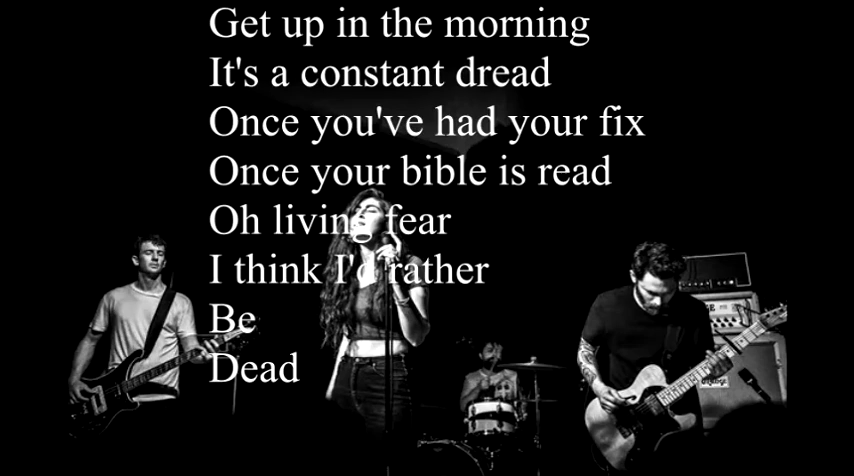 Get up in the morning
It's a constant dread
Once you've had your fix
Once your bible is read
Oh living fear
I think I'd rather
Be
Dead